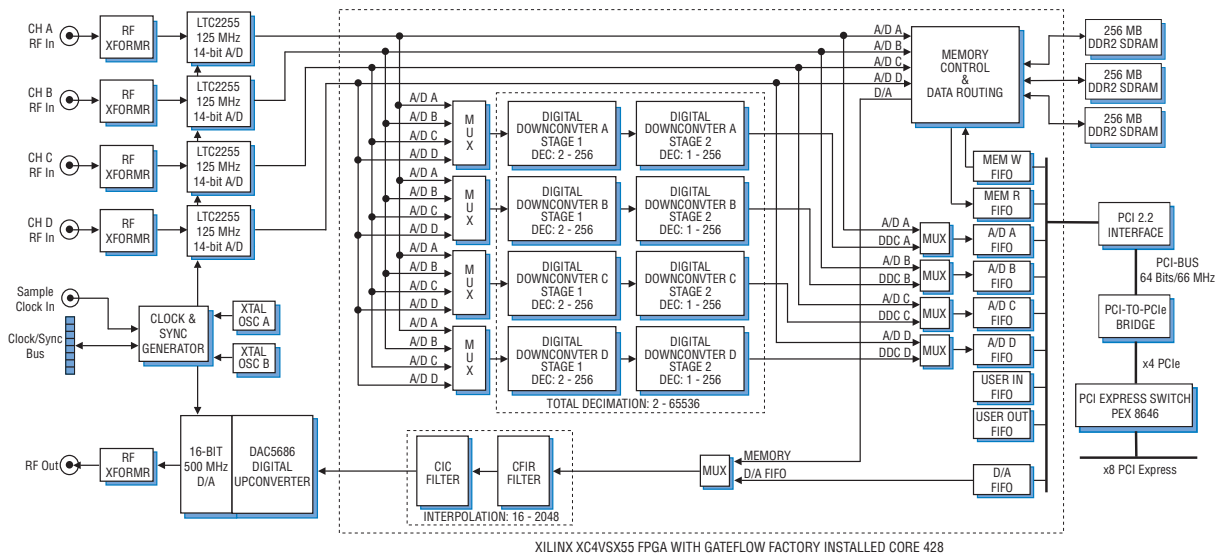 CH A
RF In
RF
XFORMR
LTC2255
125 MHz
14-bit A/D
CH B
RF In
RF
XFORMR
LTC2255
125 MHz
14-bit A/D
CH C
RF In
RF
XFORMR
LTC2255
125 MHz
14-bit A/D
CH D
RF In
RF
XFORMR
LTC2255
125 MHz
14-bit A/D
Sample
Clock In
Clock/Sync
Bus
CLOCK &
SYNC
GENERATOR
XTAL
OSC A
XTAL
OSC B
RF Out
RF
XFORMR
16-BIT
500 MHz
D/A
DAC5686
DIGITAL
UPCONVERTER
A/D A
A/D B
A/D C
A/D D
MUX
DIGITAL
DOWNCONVTER A
STAGE 1
DEC: 2 - 256
DIGITAL
DOWNCONVTER A
STAGE 2
DEC: 1 - 256
A/D A
A/D B
A/D C
A/D D
MUX
DIGITAL
DOWNCONVTER B
STAGE 1
DEC: 2 - 256
DIGITAL
DOWNCONVTER B
STAGE 2
DEC: 1 - 256
A/D A
A/D B
A/D C
A/D D
MUX
DIGITAL
DOWNCONVTER C
STAGE 1
DEC: 2 - 256
DIGITAL
DOWNCONVTER C
STAGE 2
DEC: 1 - 256
A/D A
A/D B
A/D C
A/D D
MUX
DIGITAL
DOWNCONVTER D
STAGE 1
DEC: 2 - 256
DIGITAL
DOWNCONVTER D
STAGE 2
DEC: 1 - 256
TOTAL DECIMATION: 2 - 65536
CIC
FILTER
CFIR
FILTER
INTERPOLATION: 16 - 2048
MUX
MEMORY
D/A FIFO
A/D A
A/D B
A/D C
A/D D
D/A
MEMORY
CONTROL
&
DATA ROUTING
256 MB
DDR2 SDRAM
256 MB
DDR2 SDRAM
256 MB
DDR2 SDRAM
MEM W
FIFO
MEM R
FIFO
A/D A
DDC A
MUX
A/D A
FIFO
A/D B
DDC B
MUX
A/D B
FIFO
A/D C
DDC C
MUX
A/D C
FIFO
A/D D
DDC D
MUX
A/D D
FIFO
USER IN
FIFO
USER OUT
FIFO
D/A
FIFO
PCI 2.2
INTERFACE
PCI-BUS
64 Bits/66 MHz
PCI-TO-PCIe
BRIDGE
x4 PCIe
PCI EXPRESS SWITCH
PEX 8646
x8 PCI Express
XILINX XC4VSX55 FPGA WITH GATEFLOW FACTORY INSTALLED CORE 428